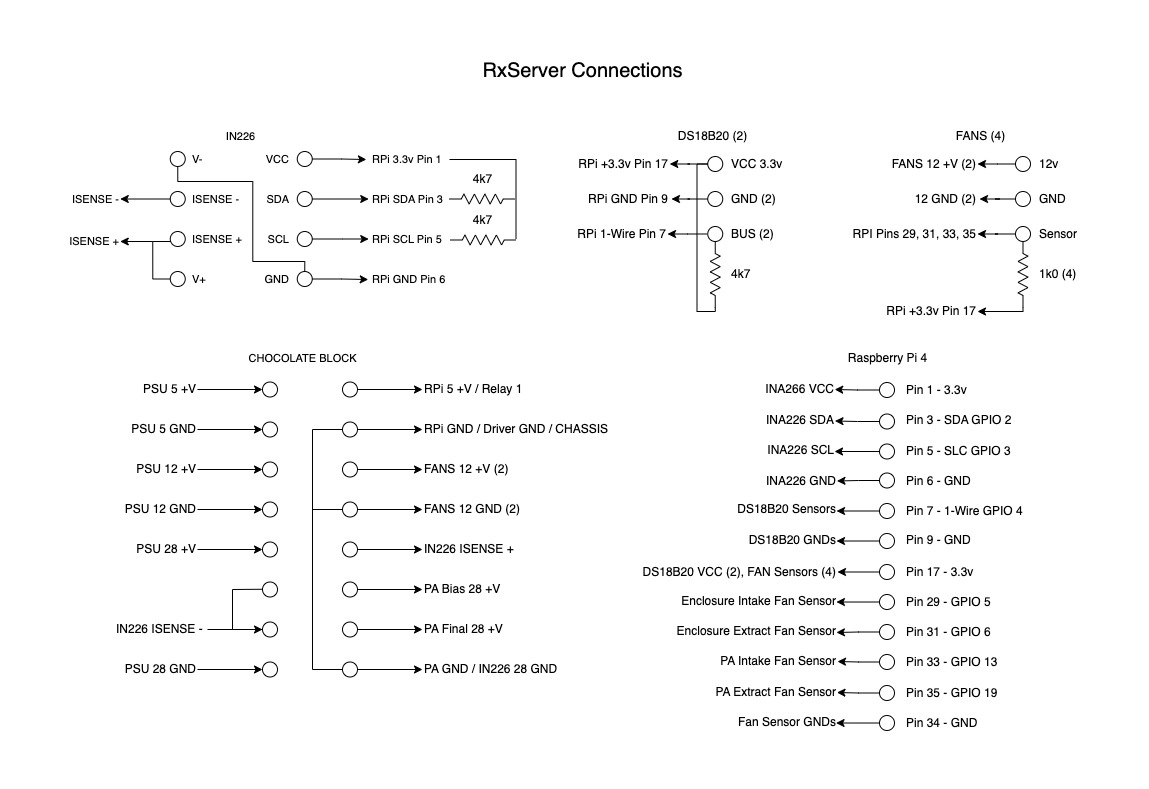 RxServer Connections
IN226
V-
VCC
RPi 3.3v Pin 1
4k7
ISENSE -
ISENSE -
SDA
RPi SDA Pin 3
4k7
ISENSE +
ISENSE +
SCL
RPi SCL Pin 5
V+
GND
RPi GND Pin 6
DS18B20 (2)
RPi +3.3v Pin 17
VCC 3.3v
RPi GND Pin 9
GND (2)
RPi 1-Wire Pin 7
BUS (2)
4k7
FANS (4)
FANS 12 +V (2)
12v
12 GND (2)
GND
RPI Pins 29, 31, 33, 35
Sensor
1k0 (4)
RPi +3.3v Pin 17
CHOCOLATE BLOCK
PSU 5 +V
RPi 5 +V / Relay 1
PSU 5 GND
RPi GND / Driver GND / CHASSIS
PSU 12 +V
FANS 12 +V (2)
PSU 12 GND
FANS 12 GND (2)
PSU 28 +V
IN226 ISENSE +
PA Bias 28 +V
IN226 ISENSE -
PA Final 28 +V
PSU 28 GND
PA GND / IN226 28 GND
Raspberry Pi 4
INA266 VCC
Pin 1 - 3.3v
INA226 SDA
Pin 3 - SDA GPIO 2
INA226 SCL
Pin 5 - SLC GPIO 3
INA226 GND
Pin 6 - GND
DS18B20 Sensors
Pin 7 - 1-Wire GPIO 4
DS18B20 GNDs
Pin 9 - GND
DS18B20 VCC (2), FAN Sensors (4)
Pin 17 - 3.3v
Enclosure Intake Fan Sensor
Pin 29 - GPIO 5
Enclosure Extract Fan Sensor
Pin 31 - GPIO 6
PA Intake Fan Sensor
Pin 33 - GPIO 13
PA Extract Fan Sensor
Pin 35 - GPIO 19
Fan Sensor GNDs
Pin 34 - GND